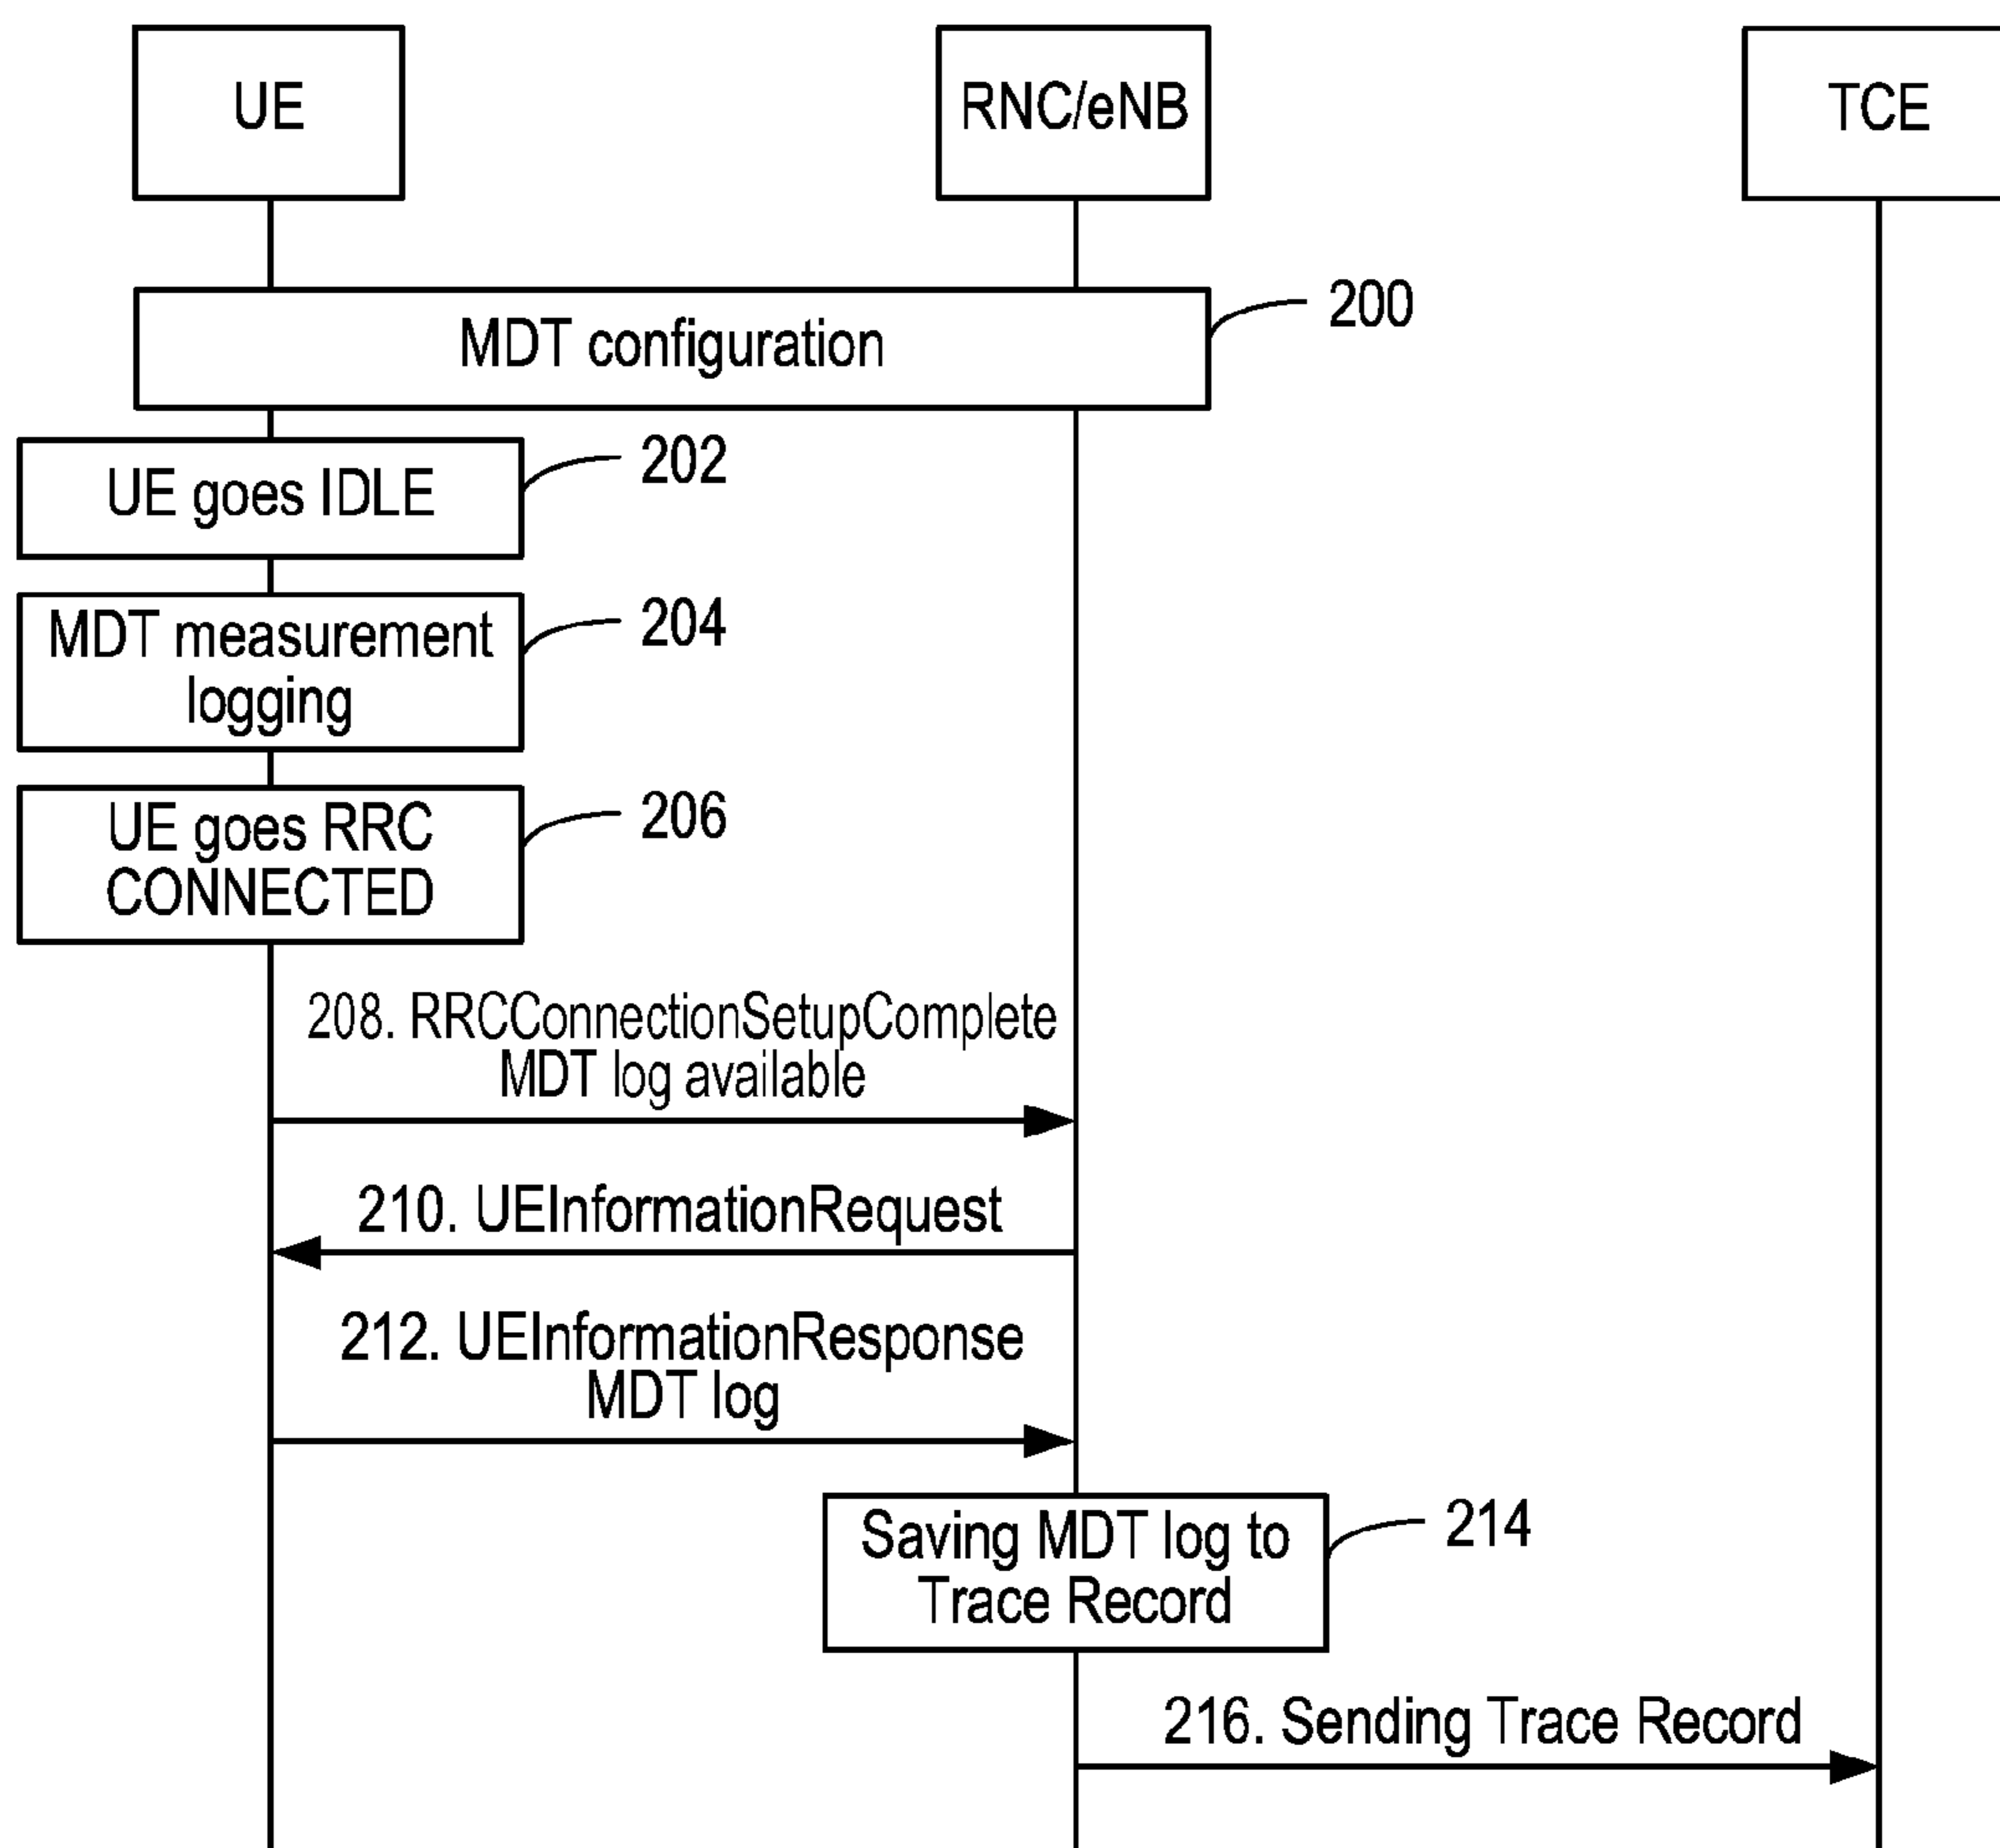 UE
RNC/eNB
TCE
MDT configuration
200
UE goes IDLE
202
MDT measurement
logging
204
UE goes RRC
CONNECTED
206
208. RRCConnectionSetupComplete
MDT log available
210. UEInformationRequest
212. UEInformationResponse
MDT log
Saving MDT log to
Trace Record
214
216. Sending Trace Record